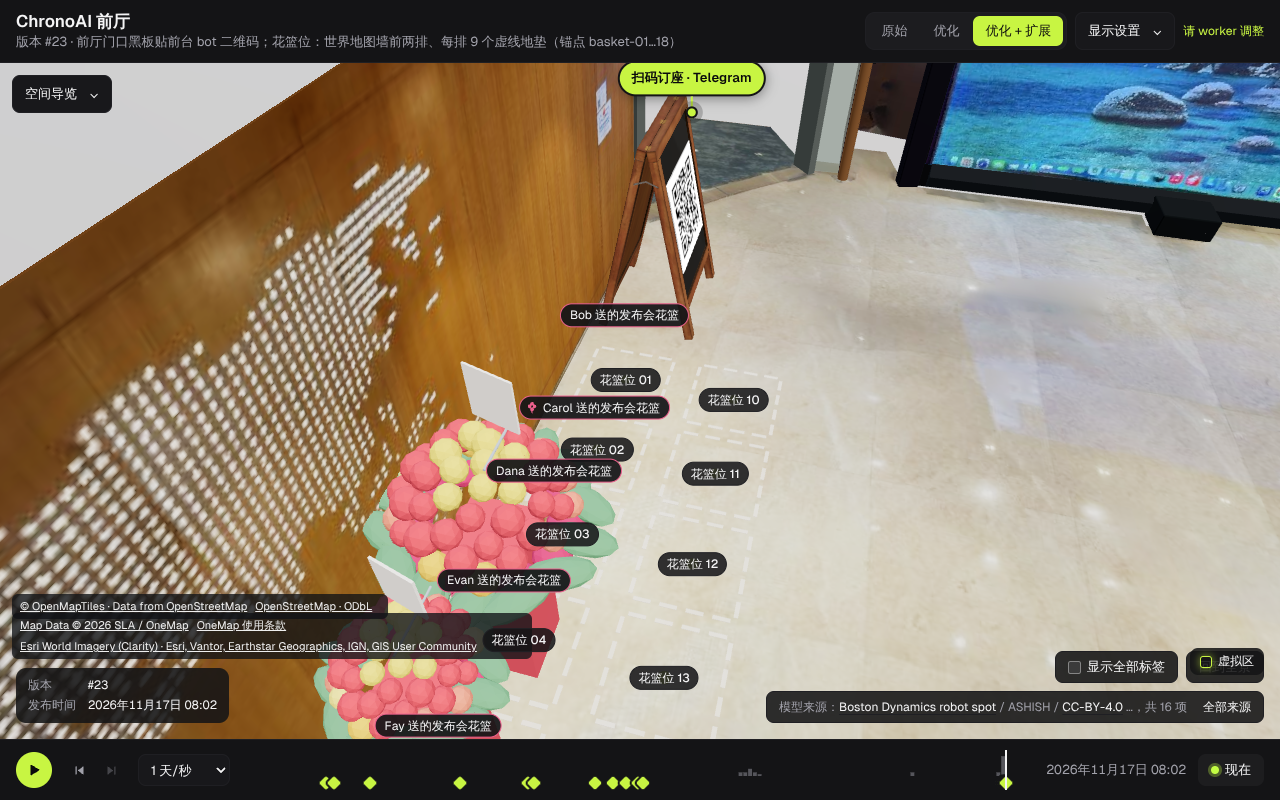 ChronoAI 前厅
版本 #23 · 前厅门口黑板贴前台 bot 二维码；花篮位：世界地图墙前两排、每排 9 个虚线地垫（锚点 basket-01…18）
原始
优化
优化 + 扩展
显示设置
请 worker 调整
空间导览
扫码订座 · Telegram
Bob 送的发布会花篮
花篮位 01
花篮位 10
Carol 送的发布会花篮
花篮位 02
Dana 送的发布会花篮
花篮位 11
花篮位 03
花篮位 12
Evan 送的发布会花篮
© OpenMapTiles · Data from OpenStreetMap OpenStreetMap · ODbL
Map Data © 2026 SLA / OneMap OneMap 使用条款
Esri World Imagery (Clarity) · Esri, Vantor, Earthstar Geographics, IGN, GIS User Community
花篮位 04
花篮位 13
显示全部标签
虚拟区
版本 #23
发布时间 2026年11月17日 08:02
模型来源：Boston Dynamics robot spot / ASHISH / CC-BY-4.0 …，共 16 项 全部来源
Fay 送的发布会花篮
1 天/秒
2026年11月17日 08:02
现在